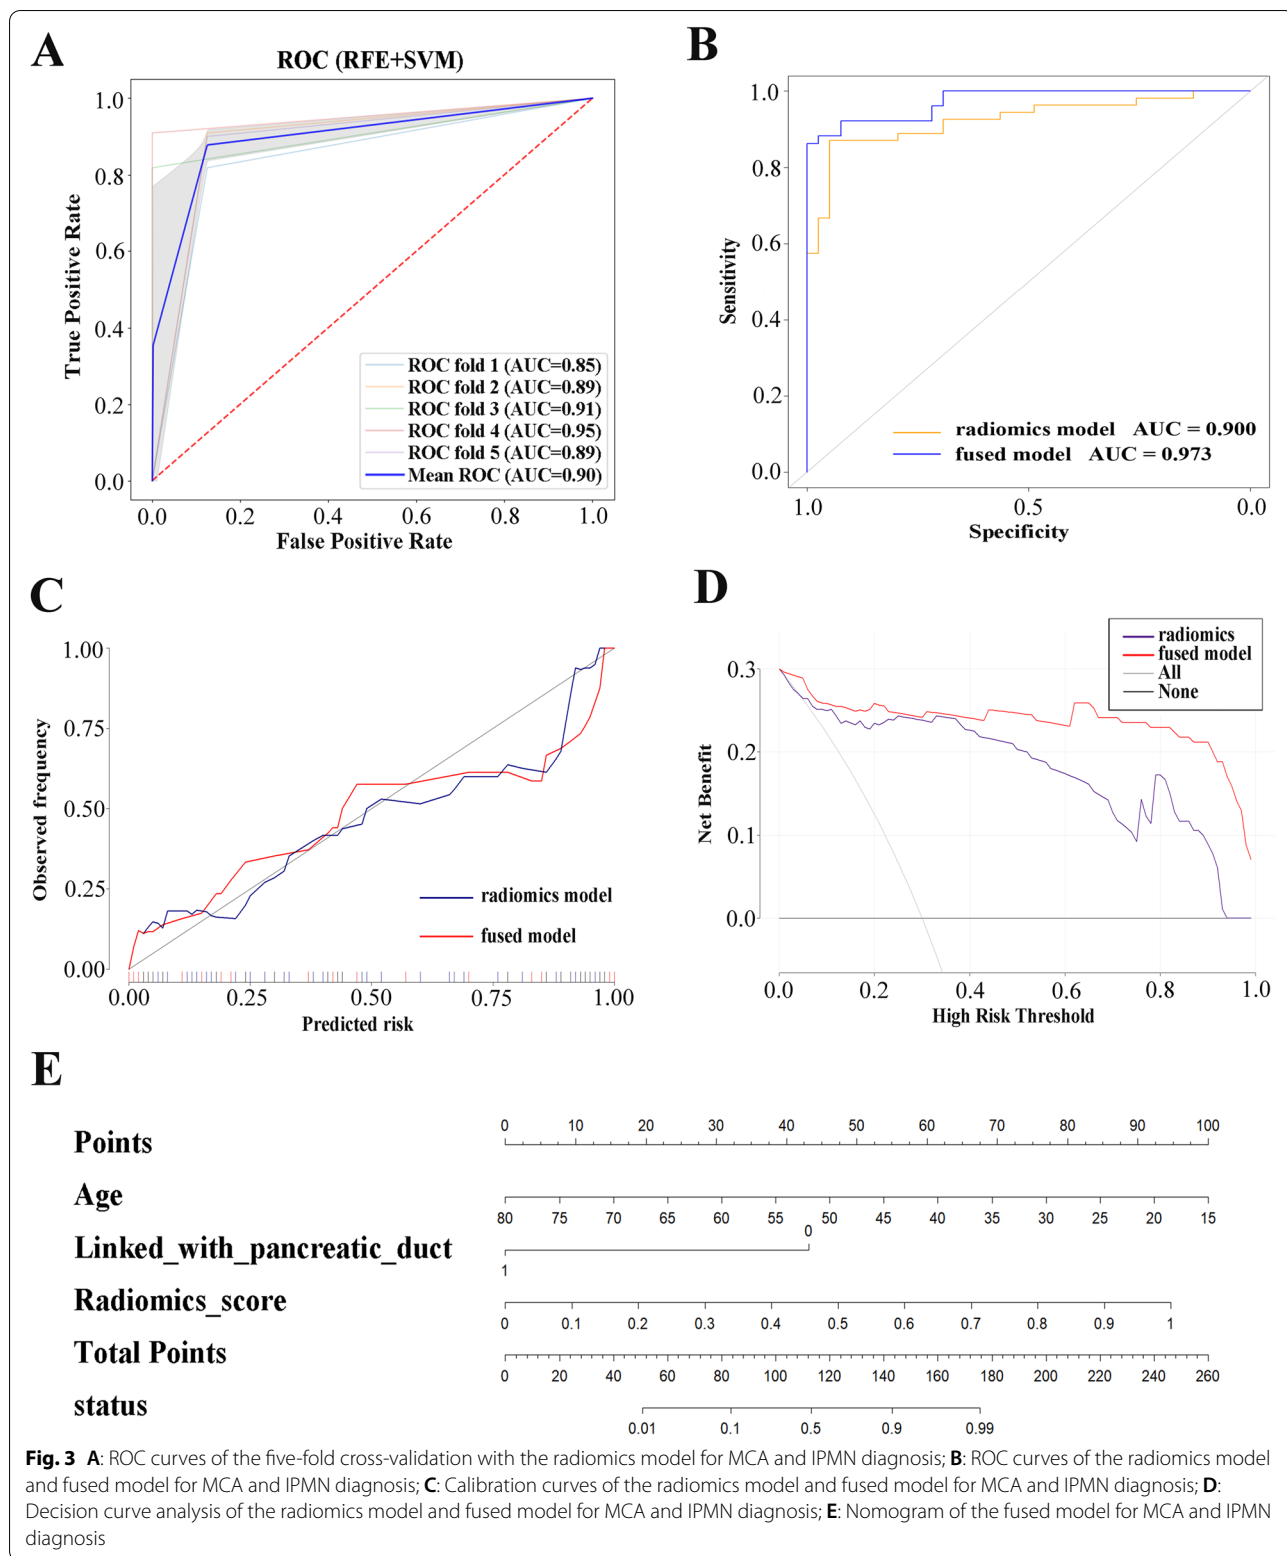 A
ROC (RFE+SVM)
True Positive Rate
1.0
0.8
0.6
0.4
0.2
0.0
ROC fold 1 (AUC=0.85)
ROC fold 2 (AUC=0.89)
ROC fold 3 (AUC=0.91)
ROC fold 4 (AUC=0.95)
ROC fold 5 (AUC=0.89)
Mean ROC (AUC=0.90)
0.0 0.2 0.4 0.6 0.8 1.0
False Positive Rate
B
Sensitivity
1.0
0.8
0.6
0.4
0.2
0.0
radiomics model AUC = 0.900
fused model AUC = 0.973
1.0 0.5 0.0
Specificity
C
Observed frequency
1.00
0.75
0.50
0.25
0.00
radiomics model
fused model
0.00 0.25 0.50 0.75 1.00
Predicted risk
D
radiomics
fused model
All
None
Net Benefit
0.3
0.2
0.1
0.0
0.0 0.2 0.4 0.6 0.8 1.0
High Risk Threshold
E
Points
0 10 20 30 40 50 60 70 80 90 100
Age
80 75 70 65 60 55 50 45 40 35 30 25 20 15
Linked_with_pancreatic_duct
0
1
Radiomics_score
0 0.1 0.2 0.3 0.4 0.5 0.6 0.7 0.8 0.9 1
Total Points
0 20 40 60 80 100 120 140 160 180 200 220 240 260
status
0.01 0.1 0.5 0.9 0.99
Fig. 3 A: ROC curves of the five-fold cross-validation with the radiomics model for MCA and IPMN diagnosis; B: ROC curves of the radiomics model
and fused model for MCA and IPMN diagnosis; C: Calibration curves of the radiomics model and fused model for MCA and IPMN diagnosis; D:
Decision curve analysis of the radiomics model and fused model for MCA and IPMN diagnosis; E: Nomogram of the fused model for MCA and IPMN
diagnosis